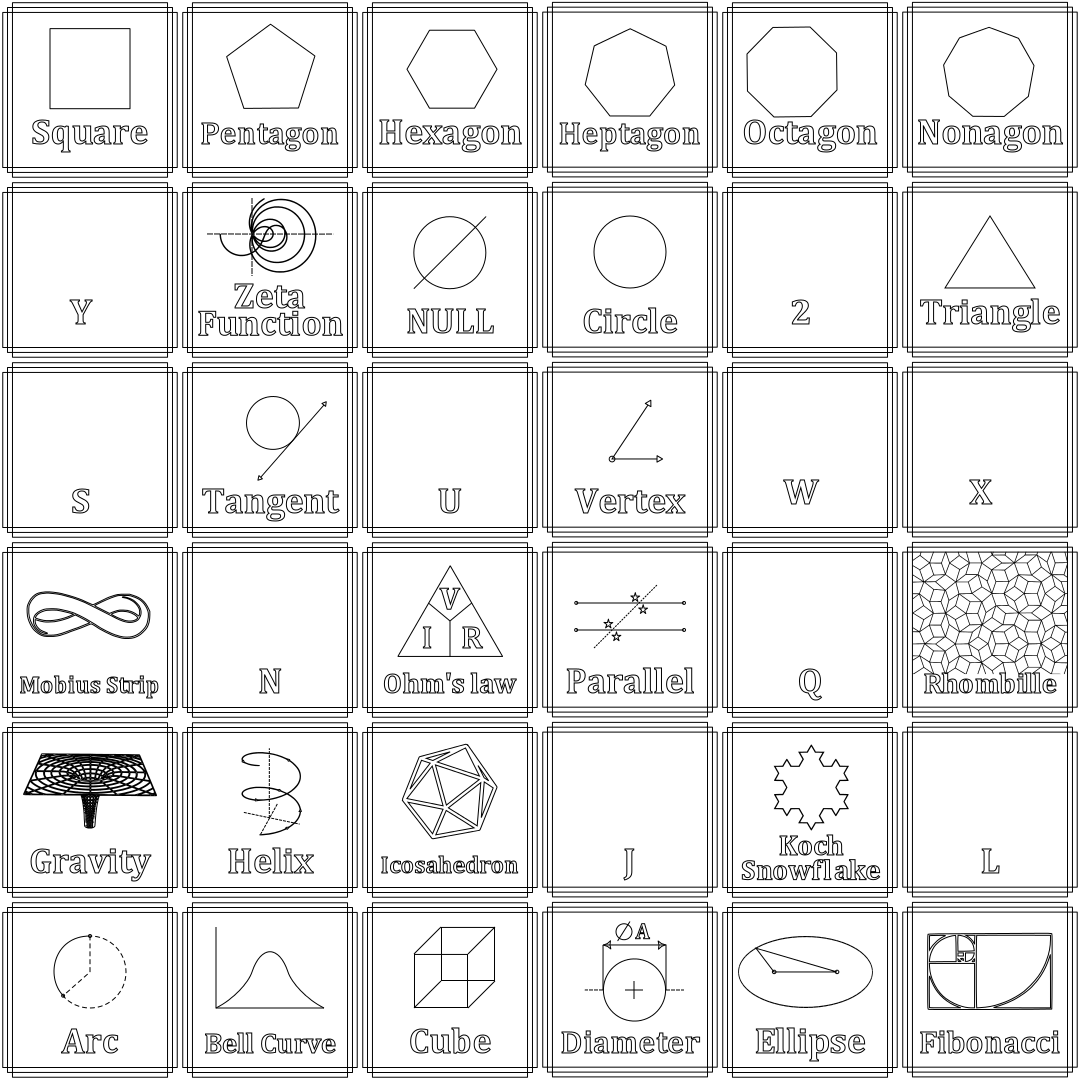 Square
Pentagon
Hexagon
Heptagon
Octagon
Nonagon
Y
Zeta
Function
NULL
Circle
2
Triangle
S
Tangent
U
Vertex
W
X
Mobius Strip
N
V
I R
Ohm's law
Parallel
Q
Rhombille
Gravity
Helix
Icosahedron
J
Koch
Snowflake
L
Arc
Bell Curve
Cube
∅A
Diameter
Ellipse
Fibonacci